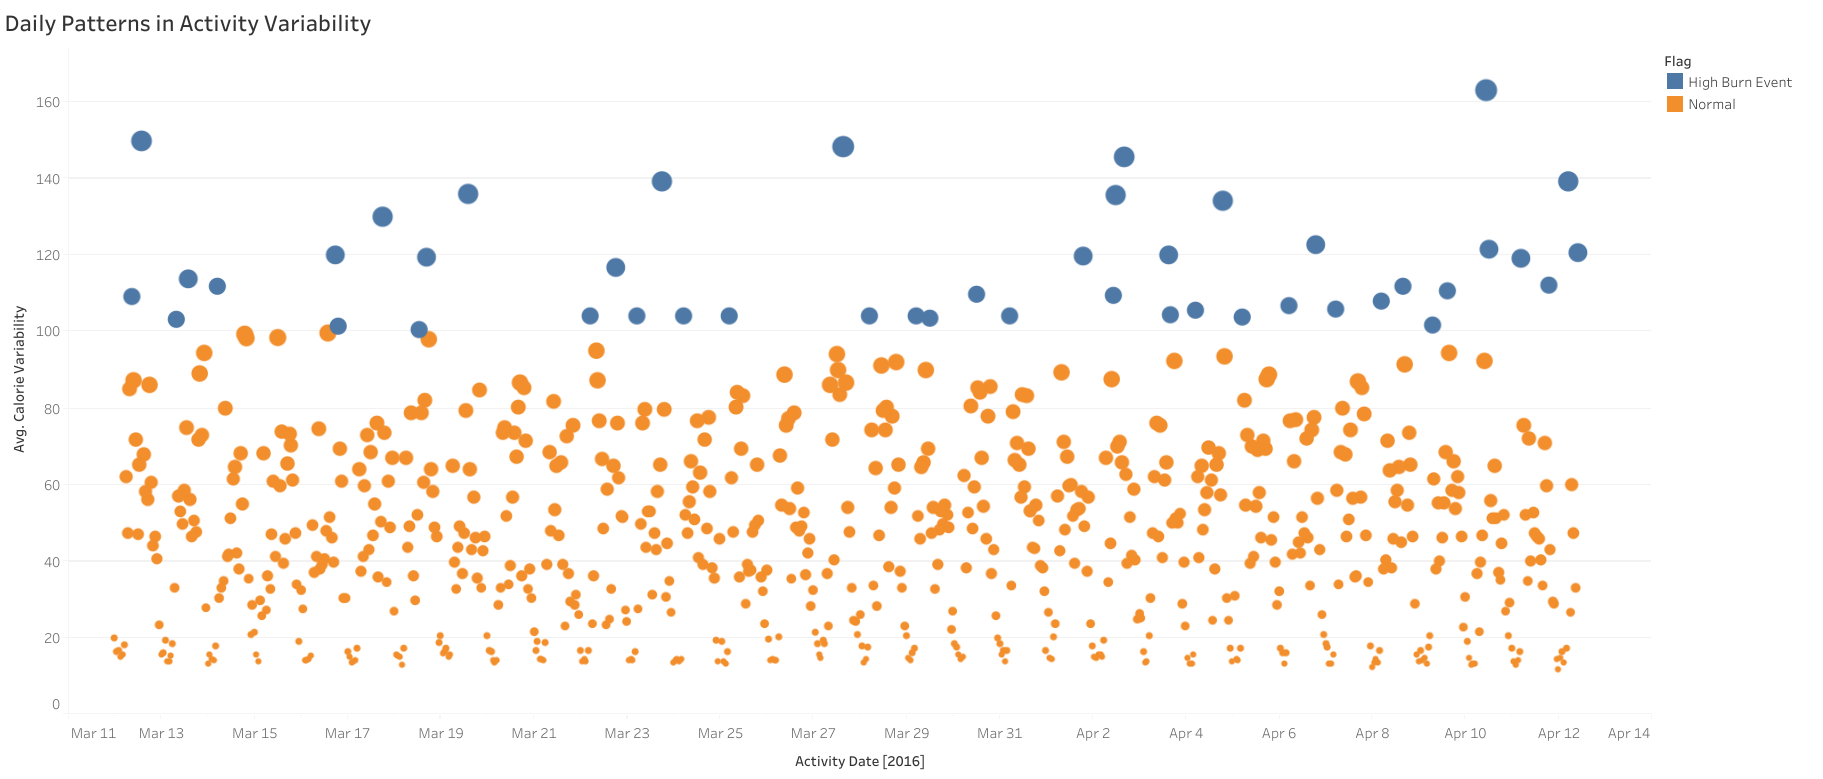 Daily Patterns in Activity Variability
Flag
High Burn Event
Normal
160
140
120
100
80
60
40
20
0
Avg. Calorie Variability
Mar 11 Mar 13 Mar 15 Mar 17 Mar 19 Mar 21 Mar 23 Mar 25 Mar 27 Mar 29 Mar 31 Apr 2 Apr 4 Apr 6 Apr 8 Apr 10 Apr 12 Apr 14
Activity Date [2016]